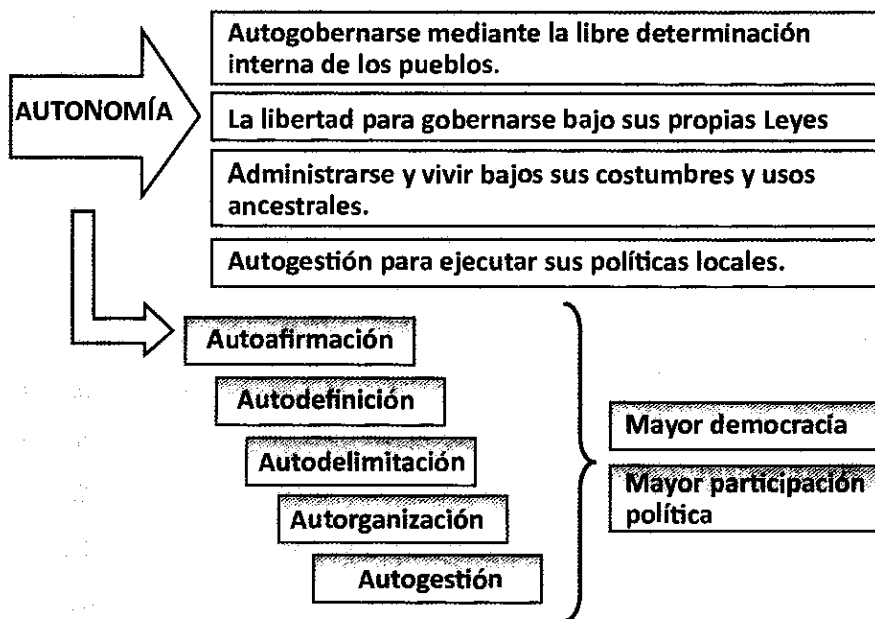 AUTONOMÍA
Autogobernarse mediante la libre determinación
interna de los pueblos.
La libertad para gobernarse bajo sus propias Leyes
Administrarse y vivir bajos sus costumbres y usos
ancestrales.
Autogestión para ejecutar sus políticas locales.
Autoafirmación
Autodefinición
Autodelimitación
Autorganización
Autogestión
Mayor democracia
Mayor participación
política